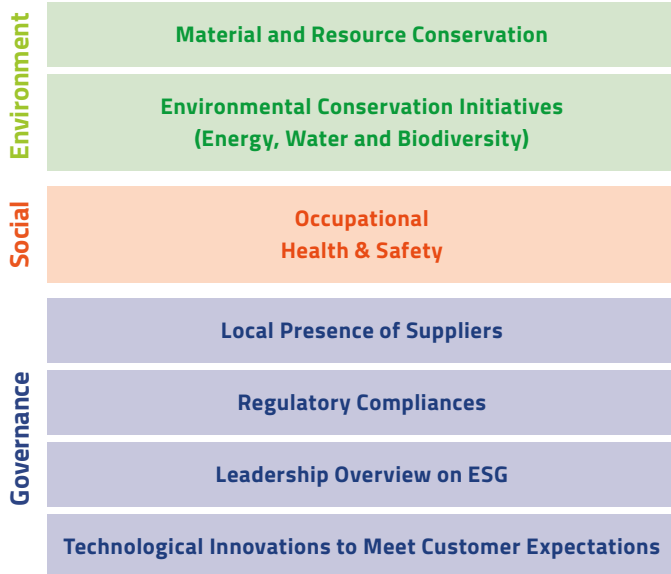 Environment
Material and Resource Conservation
Environmental Conservation Initiatives
(Energy, Water and Biodiversity)
Social
Occupational
Health & Safety
Governance
Local Presence of Suppliers
Regulatory Compliances
Leadership Overview on ESG
Technological Innovations to Meet Customer Expectations